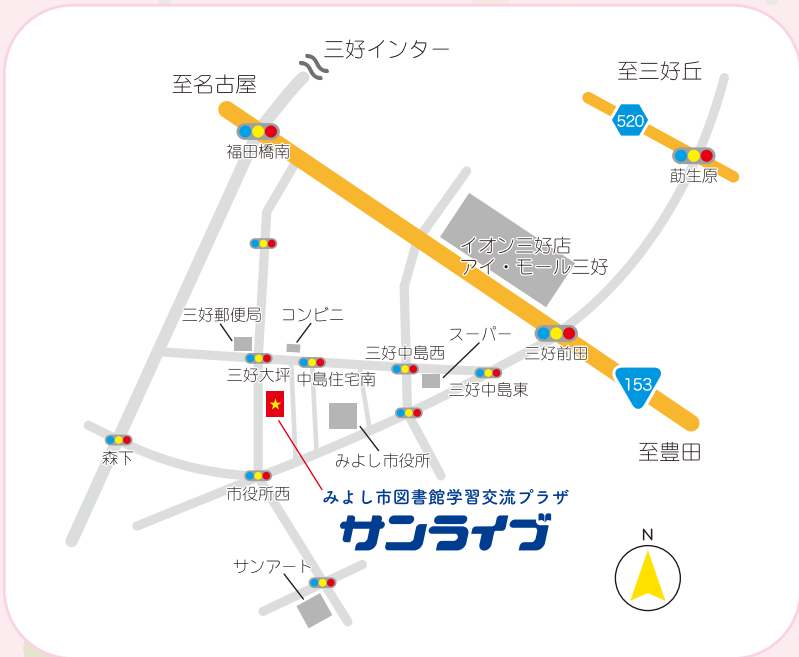 三好インター
至三好丘
至名古屋
520
福田橋南
莇生原
イオン三好店
アイ・モール三好
三好郵便局
コンビニ
スーパー
三好前田
三好中島西
三好大坪
中島住宅南
153
三好中島東
至豊田
森下
みよし市役所
市役所西
みよし市図書館学習交流プラザ
サンライブ
N
サンアート